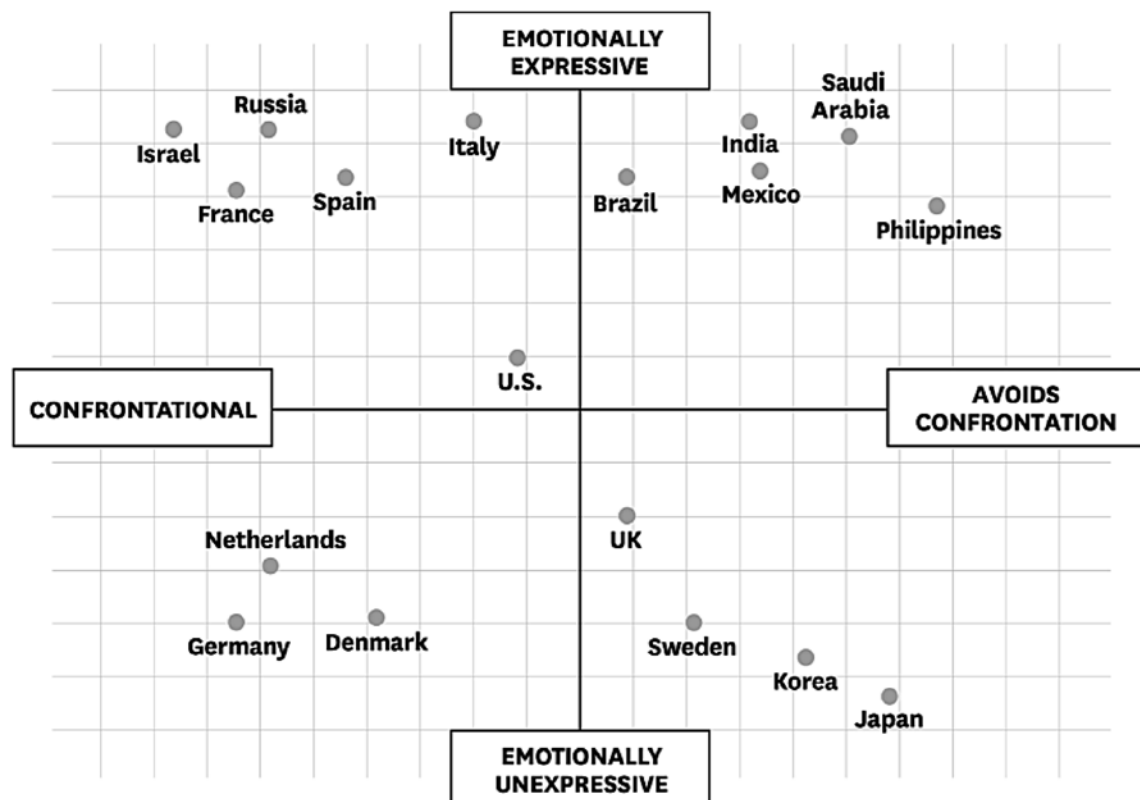 EMOTIONALLY
EXPRESSIVE
Saudi
Arabia
Russia
Israel
Italy
India
France
Spain
Brazil
Mexico
Philippines
U.S.
CONFRONTATIONAL
AVOIDS
CONFRONTATION
Netherlands
UK
Germany
Denmark
Sweden
Korea
Japan
EMOTIONALLY
UNEXPRESSIVE